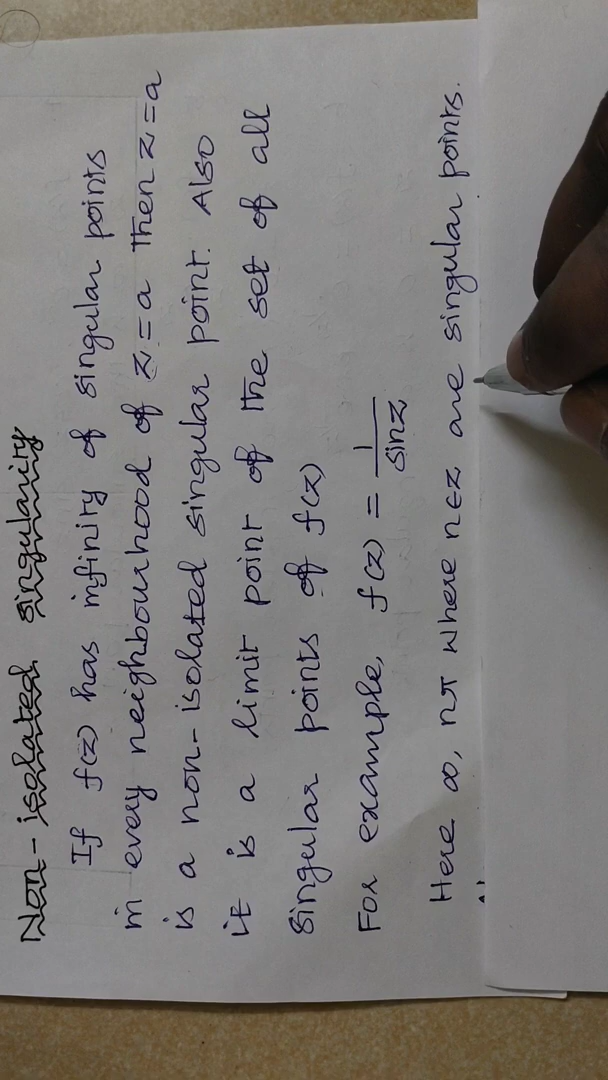 Non-isolated singularity
If f(z) has infinity of singular points
in every neighbourhood of z=a then z=a
is a non-isolated singular point. Also
it is a limit point of the set of all
singular points of f(z)
For example, f(z) = 1/sinz
Here ∞, nπ where n∈z are singular points.